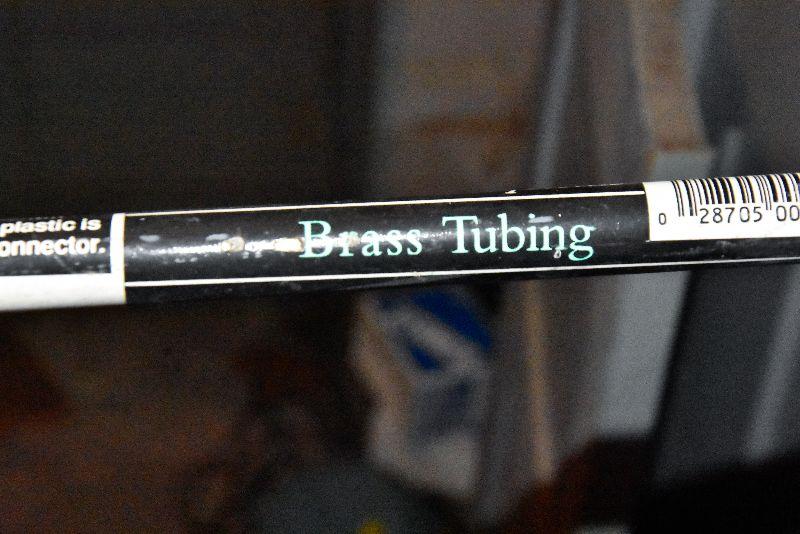 plastic is
onnector.
Brass Tubing
0 28705 00